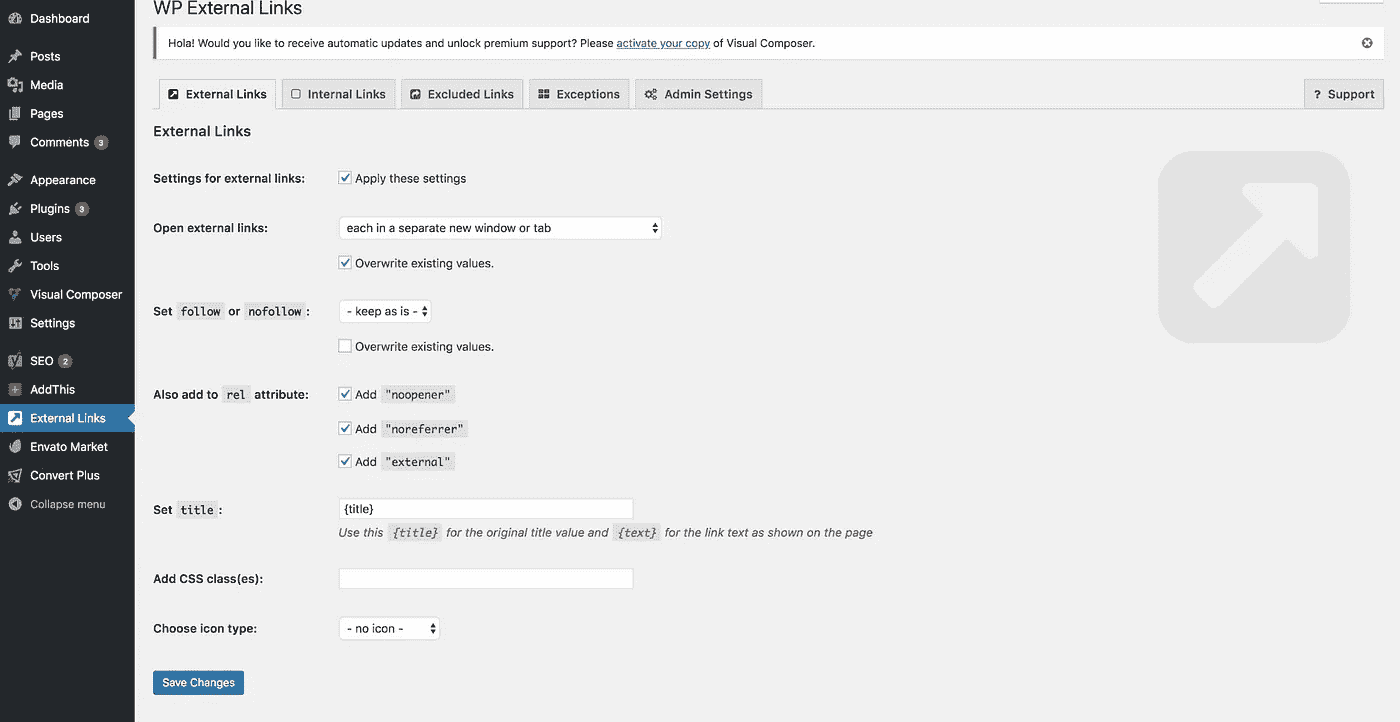 Dashboard
Posts
Media
Pages
Comments 3
Appearance
Plugins 3
Users
Tools
Visual Composer
Settings
SEO 2
AddThis
External Links
Envato Market
Convert Plus
Collapse menu
WP External Links
Hola! Would you like to receive automatic updates and unlock premium support? Please activate your copy of Visual Composer.
External Links Internal Links Excluded Links Exceptions Admin Settings ? Support
External Links
Settings for external links: Apply these settings
Open external links: each in a separate new window or tab
Overwrite existing values.
Set follow or nofollow : - keep as is -
Overwrite existing values.
Also add to rel attribute: Add "noopener"
Add "noreferrer"
Add "external"
Set title : {title}
Use this {title} for the original title value and {text} for the link text as shown on the page
Add CSS class(es):
Choose icon type: - no icon -
Save Changes